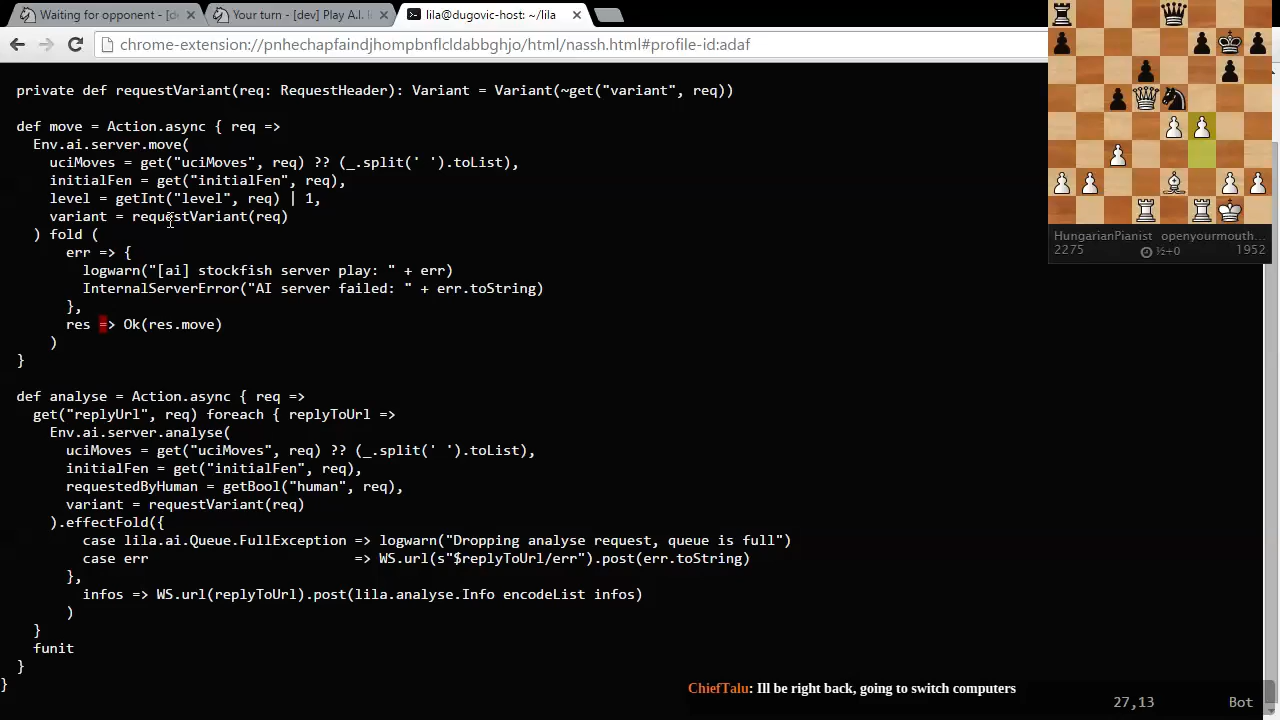 Waiting for opponent - [de
Your turn - [dev] Play A.I. i
lila@dugovic-host: ~/lila
chrome-extension://pnhechapfaindjhompbnflcldabbghjo/html/nassh.html#profile-id:adaf
private def requestVariant(req: RequestHeader): Variant = Variant(~get("variant", req))
def move = Action.async { req =>
Env.ai.server.move(
uciMoves = get("uciMoves", req) ?? (_.split(' ').toList),
initialFen = get("initialFen", req),
level = getInt("level", req) | 1,
variant = requestVariant(req)
) fold (
err => {
logwarn("[ai] stockfish server play: " + err)
InternalServerError("AI server failed: " + err.toString)
},
res => Ok(res.move)
)
}
def analyse = Action.async { req =>
get("replyUrl", req) foreach { replyToUrl =>
Env.ai.server.analyse(
uciMoves = get("uciMoves", req) ?? (_.split(' ').toList),
initialFen = get("initialFen", req),
requestedByHuman = getBool("human", req),
variant = requestVariant(req)
).effectFold({
case lila.ai.Queue.FullException => logwarn("Dropping analyse request, queue is full")
case err => WS.url(s"$replyToUrl/err").post(err.toString)
},
infos => WS.url(replyToUrl).post(lila.analyse.Info encodeList infos)
)
}
funit
}
}
HungarianPianist openyourmouth...
2275 ½+0 1952
ChiefTalu: Ill be right back, going to switch computers
27,13 Bot